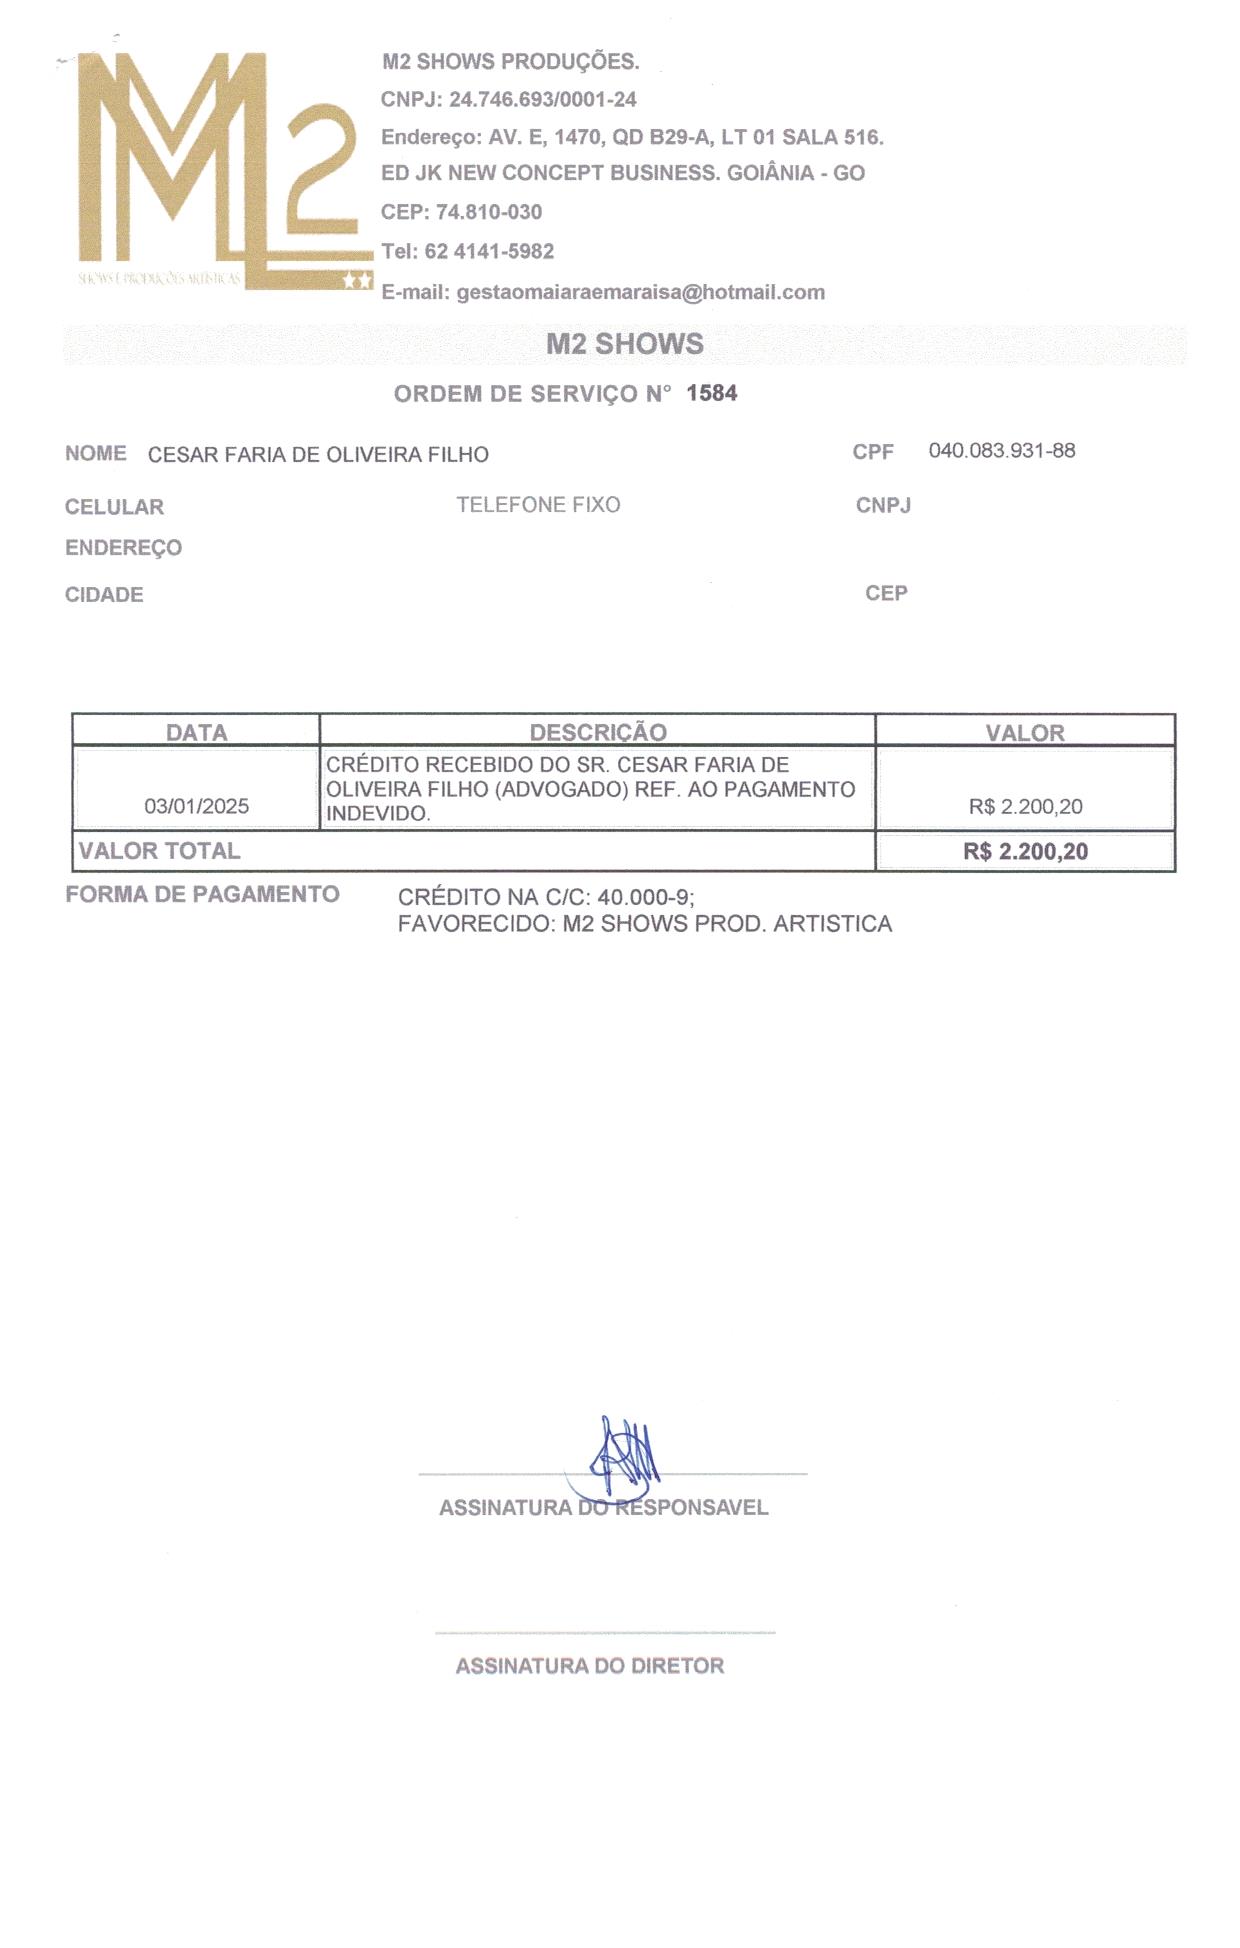 M2 SHOWS PRODUÇÕES.
CNPJ: 24.746.693/0001-24
Endereço: AV. E, 1470, QD B29-A, LT 01 SALA 516.
ED JK NEW CONCEPT BUSINESS. GOIÂNIA - GO
CEP: 74.810-030
Tel: 62 4141-5982
E-mail: gestaomaiaraemaraisa@hotmail.com
M2
SHOWS E PRODUÇÕES ARTÍSTICAS
M2 SHOWS
ORDEM DE SERVIÇO N° 1584
NOME CESAR FARIA DE OLIVEIRA FILHO CPF 040.083.931-88
CELULAR TELEFONE FIXO CNPJ
ENDEREÇO
CIDADE CEP
DATA DESCRIÇÃO VALOR
CRÉDITO RECEBIDO DO SR. CESAR FARIA DE
OLIVEIRA FILHO (ADVOGADO) REF. AO PAGAMENTO
03/01/2025 INDEVIDO. R$ 2.200,20
VALOR TOTAL R$ 2.200,20
FORMA DE PAGAMENTO CRÉDITO NA C/C: 40.000-9;
FAVORECIDO: M2 SHOWS PROD. ARTISTICA
ASSINATURA DO RESPONSAVEL
ASSINATURA DO DIRETOR